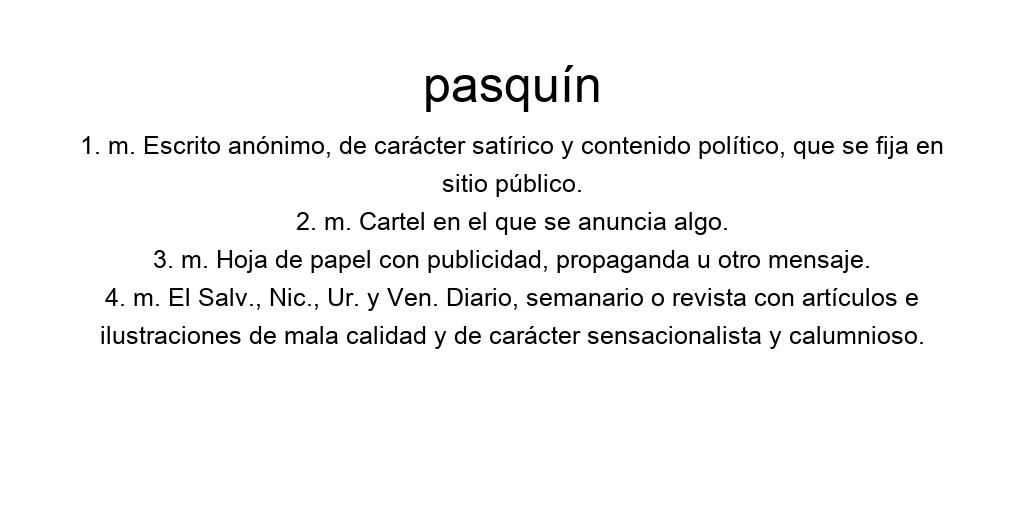 pasquín
1. m. Escrito anónimo, de carácter satírico y contenido político, que se fija en
sitio público.
2. m. Cartel en el que se anuncia algo.
3. m. Hoja de papel con publicidad, propaganda u otro mensaje.
4. m. El Salv., Nic., Ur. y Ven. Diario, semanario o revista con artículos e
ilustraciones de mala calidad y de carácter sensacionalista y calumnioso.